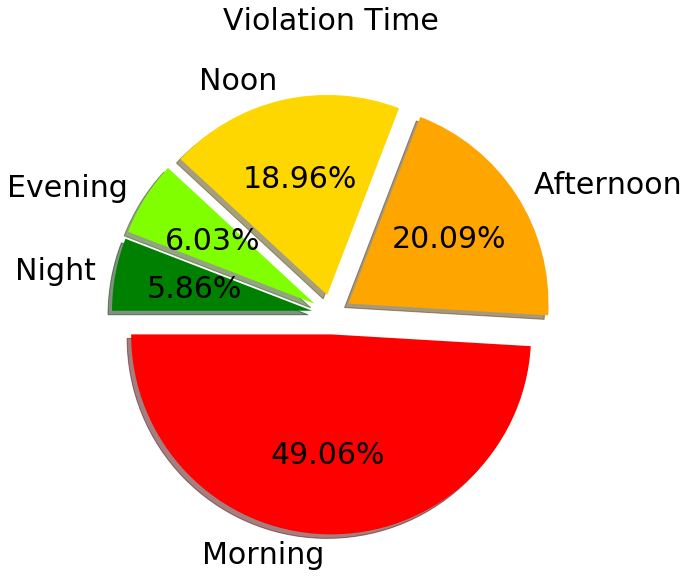 Violation Time
Noon
18.96%
Evening
Afternoon
6.03%
20.09%
Night
5.86%
49.06%
Morning